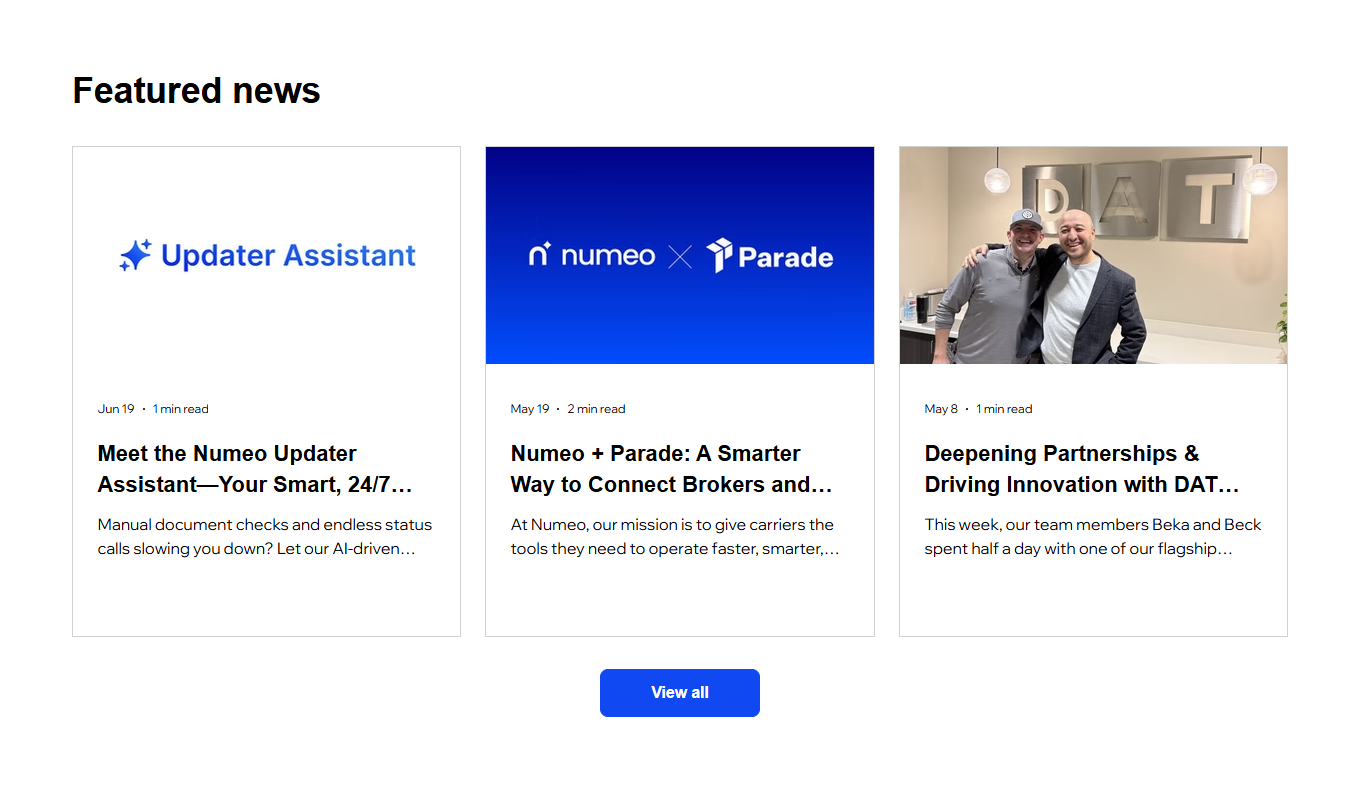 Featured news
Updater Assistant
numeo
Parade
DAT
Jun 19 · 1 min read
Meet the Numeo Updater
Assistant—Your Smart, 24/7…
Manual document checks and endless status
calls slowing you down? Let our AI-driven…
May 19 · 2 min read
Numeo + Parade: A Smarter
Way to Connect Brokers and…
At Numeo, our mission is to give carriers the
tools they need to operate faster, smarter,…
May 8 · 1 min read
Deepening Partnerships &
Driving Innovation with DAT…
This week, our team members Beka and Beck
spent half a day with one of our flagship…
View all